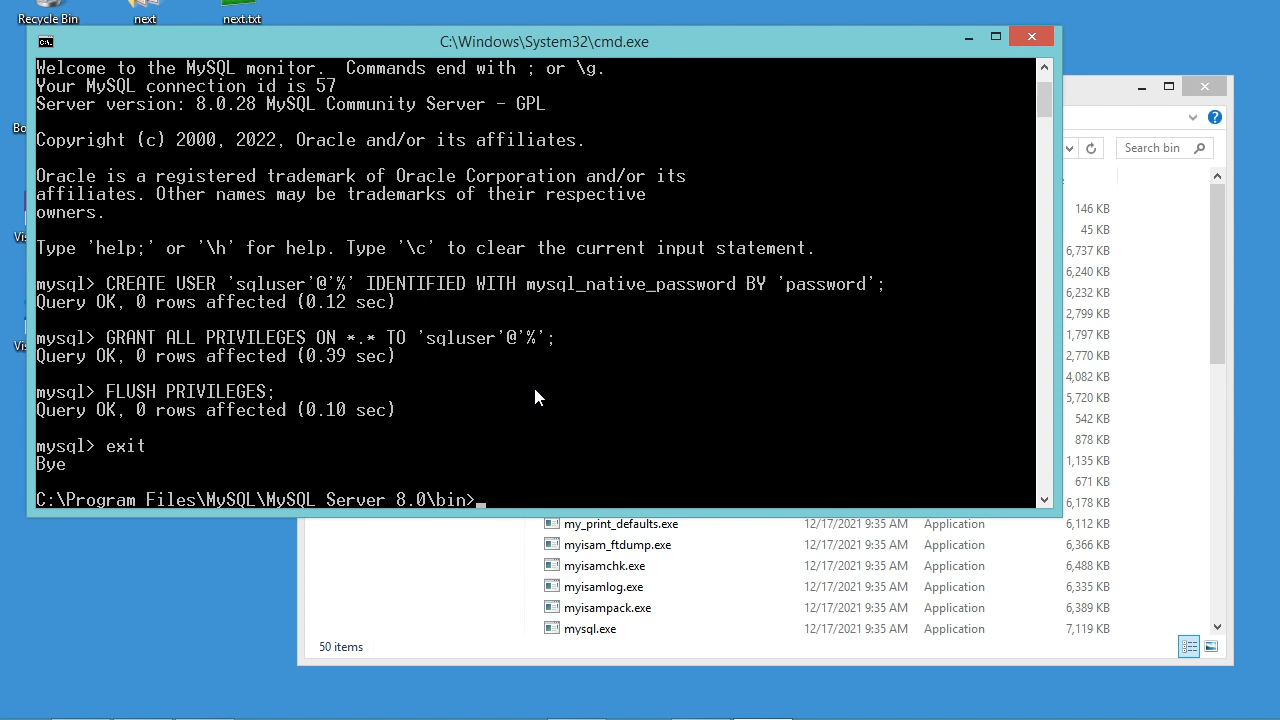 Recycle Bin
next
next.txt
C:\Windows\System32\cmd.exe
Welcome to the MySQL monitor.  Commands end with ; or \g.
Your MySQL connection id is 57
Server version: 8.0.28 MySQL Community Server - GPL
Copyright (c) 2000, 2022, Oracle and/or its affiliates.
Oracle is a registered trademark of Oracle Corporation and/or its
affiliates. Other names may be trademarks of their respective
owners.
Type 'help;' or '\h' for help. Type '\c' to clear the current input statement.
mysql> CREATE USER 'sqluser'@'%' IDENTIFIED WITH mysql_native_password BY 'password';
Query OK, 0 rows affected (0.12 sec)
mysql> GRANT ALL PRIVILEGES ON *.* TO 'sqluser'@'%';
Query OK, 0 rows affected (0.39 sec)
mysql> FLUSH PRIVILEGES;
Query OK, 0 rows affected (0.10 sec)
mysql> exit
Bye
C:\Program Files\MySQL\MySQL Server 8.0\bin>
Search bin
146 KB
45 KB
6,737 KB
6,240 KB
6,232 KB
2,799 KB
1,797 KB
2,770 KB
4,082 KB
5,720 KB
542 KB
878 KB
1,135 KB
671 KB
6,178 KB
my_print_defaults.exe 12/17/2021 9:35 AM Application 6,112 KB
myisam_ftdump.exe 12/17/2021 9:35 AM Application 6,366 KB
myisamchk.exe 12/17/2021 9:35 AM Application 6,488 KB
myisamlog.exe 12/17/2021 9:35 AM Application 6,335 KB
myisampack.exe 12/17/2021 9:35 AM Application 6,389 KB
mysql.exe 12/17/2021 9:35 AM Application 7,119 KB
50 items